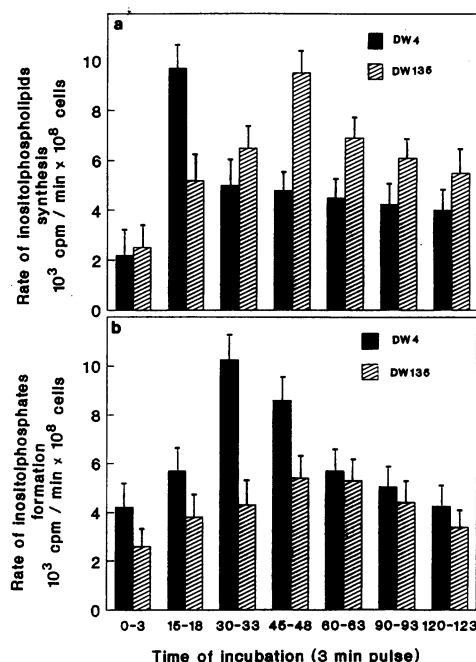 a
DW4
DW135
Rate of inositolphospholipids
synthesis
10³ cpm / min x 10⁸ cells
10
8
6
4
2
0
b
DW4
DW135
Rate of inositolphosphates
formation
10³ cpm / min x 10⁸ cells
10
8
6
4
2
0
0-3 15-18 30-33 45-48 60-63 90-93 120-123
Time of incubation (3 min pulse)